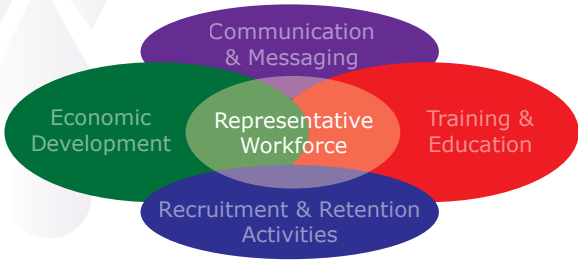 Communication
& Messaging
Economic
Development
Representative
Workforce
Training &
Education
Recruitment & Retention
Activities